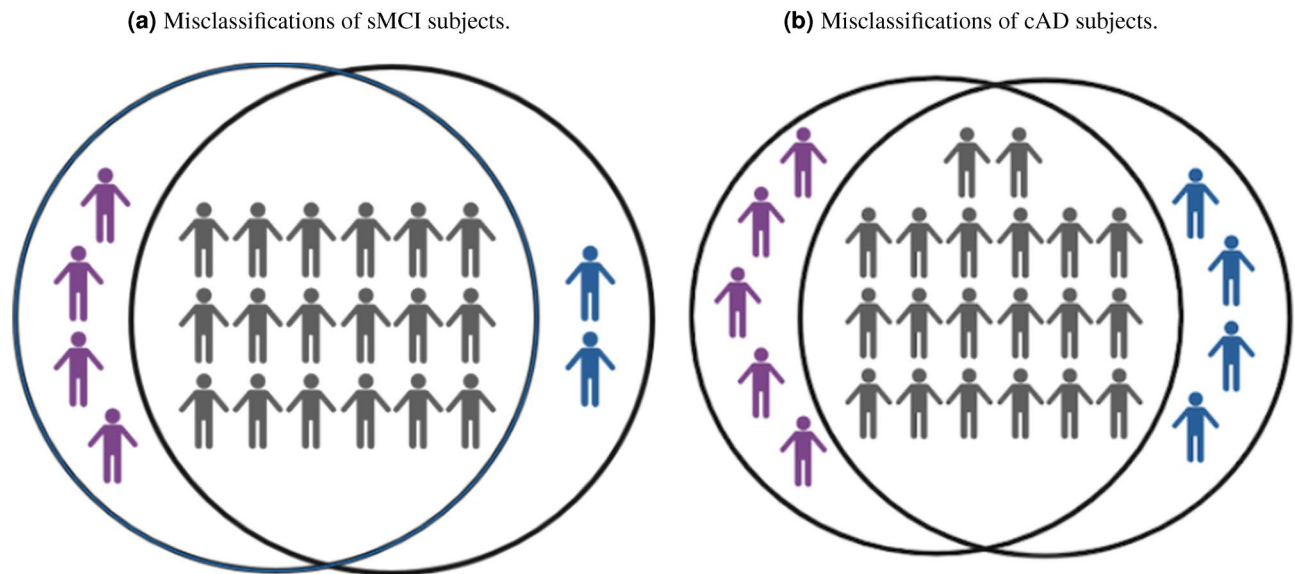 (a) Misclassifications of sMCI subjects.
(b) Misclassifications of cAD subjects.